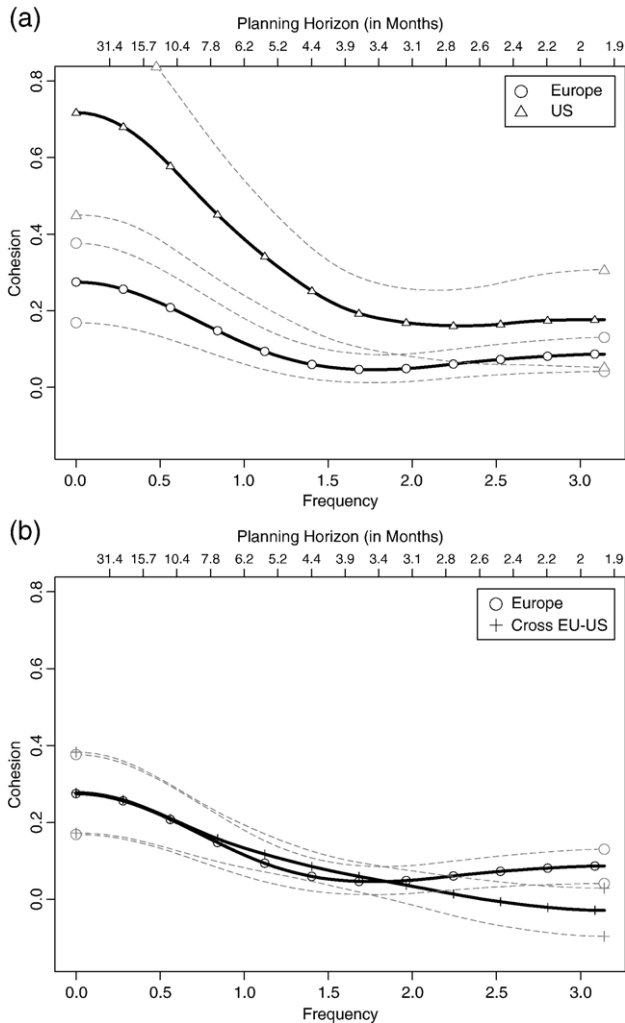 (a)
Planning Horizon (in Months)
31.4 15.7 10.4 7.8 6.2 5.2 4.4 3.9 3.4 3.1 2.8 2.6 2.4 2.2 2 1.9
Europe
US
0.8
0.6
0.4
0.2
0.0
Cohesion
0.0 0.5 1.0 1.5 2.0 2.5 3.0
Frequency
(b)
Planning Horizon (in Months)
31.4 15.7 10.4 7.8 6.2 5.2 4.4 3.9 3.4 3.1 2.8 2.6 2.4 2.2 2 1.9
Europe
Cross EU-US
0.8
0.6
0.4
0.2
0.0
Cohesion
0.0 0.5 1.0 1.5 2.0 2.5 3.0
Frequency